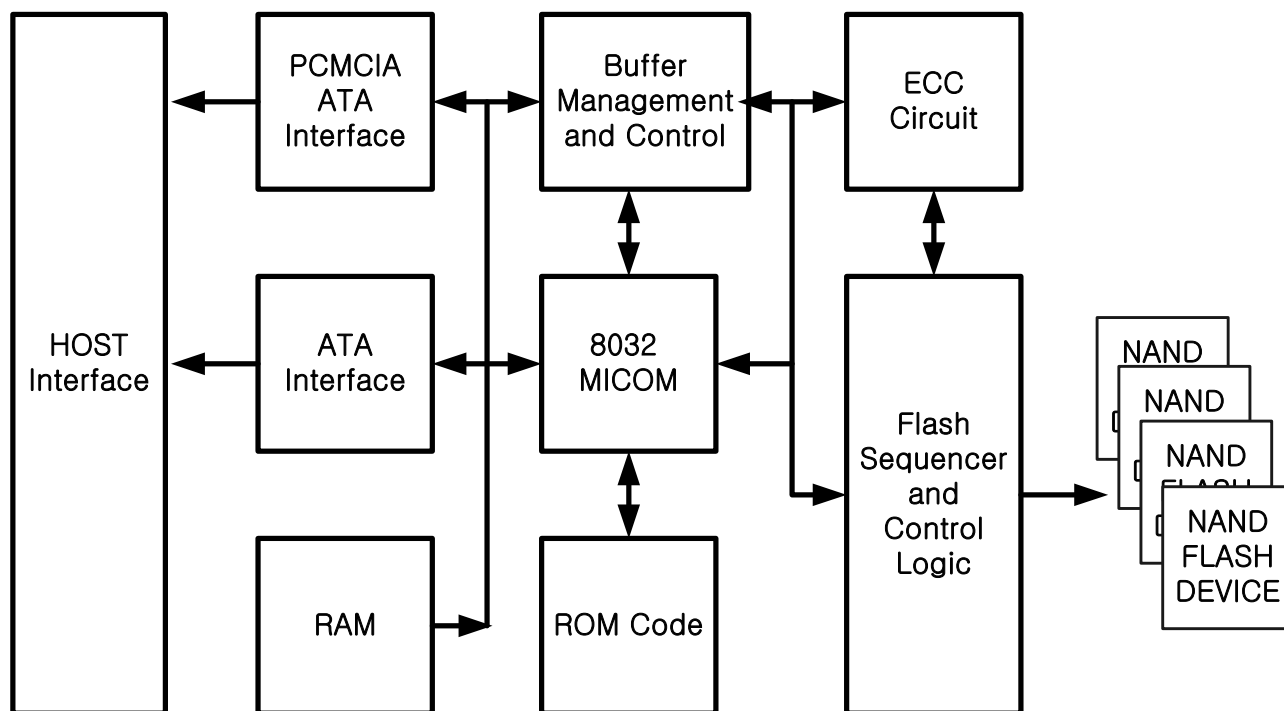 PCMCIA
ATA
Interface
Buffer
Management
and Control
ECC
Circuit
HOST
Interface
ATA
Interface
8032
MICOM
Flash
Sequencer
and
Control
Logic
RAM
ROM Code
NAND
NAND
NAND
FLASH
NAND
FLASH
DEVICE